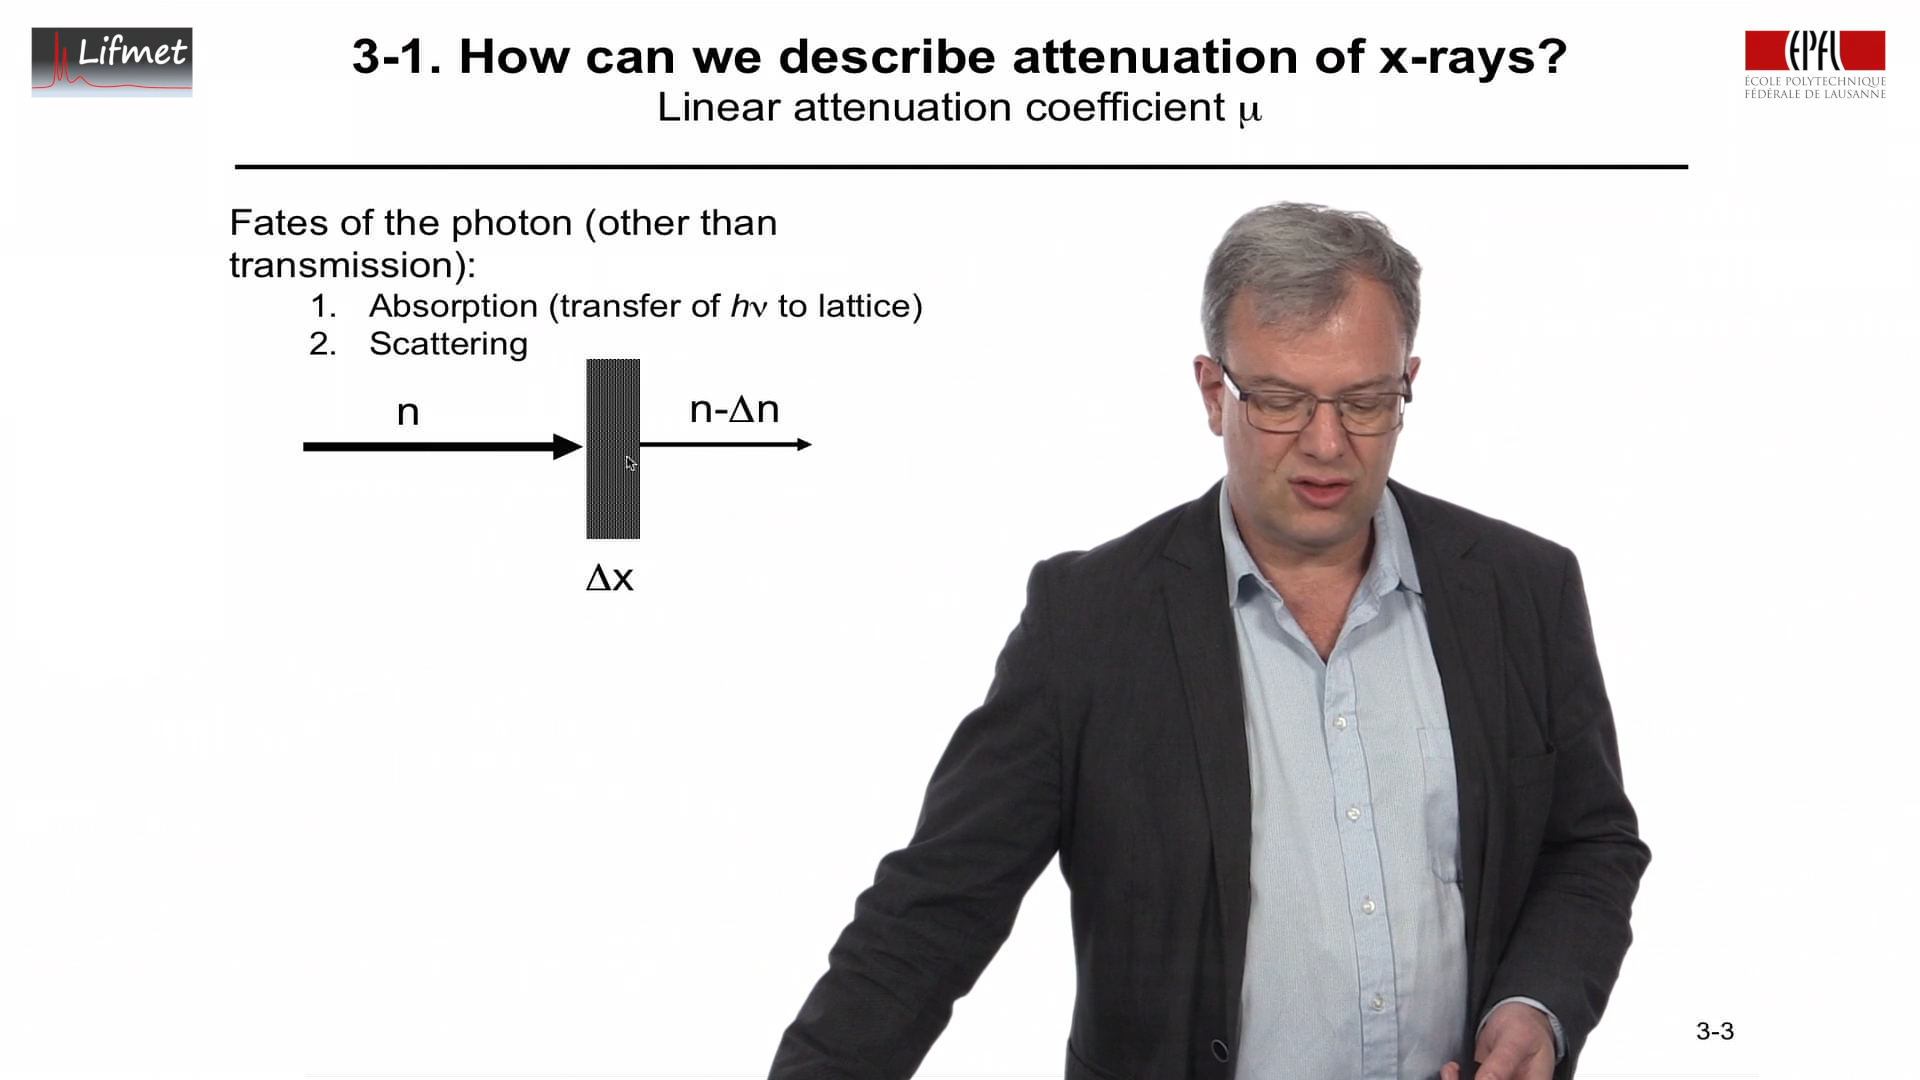 Lifmet
3-1. How can we describe attenuation of x-rays?
Linear attenuation coefficient μ
EPFL
ÉCOLE POLYTECHNIQUE
FÉDÉRALE DE LAUSANNE
Fates of the photon (other than
transmission):
1. Absorption (transfer of hν to lattice)
2. Scattering
n
n-Δn
Δx
3-3